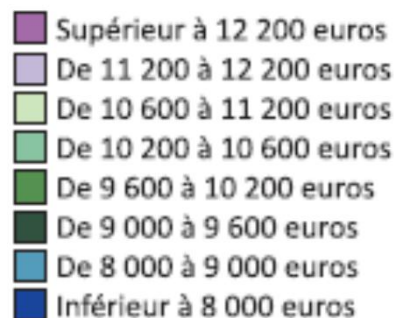 Supérieur à 12 200 euros
De 11 200 à 12 200 euros
De 10 600 à 11 200 euros
De 10 200 à 10 600 euros
De 9 600 à 10 200 euros
De 9 000 à 9 600 euros
De 8 000 à 9 000 euros
Inférieur à 8 000 euros